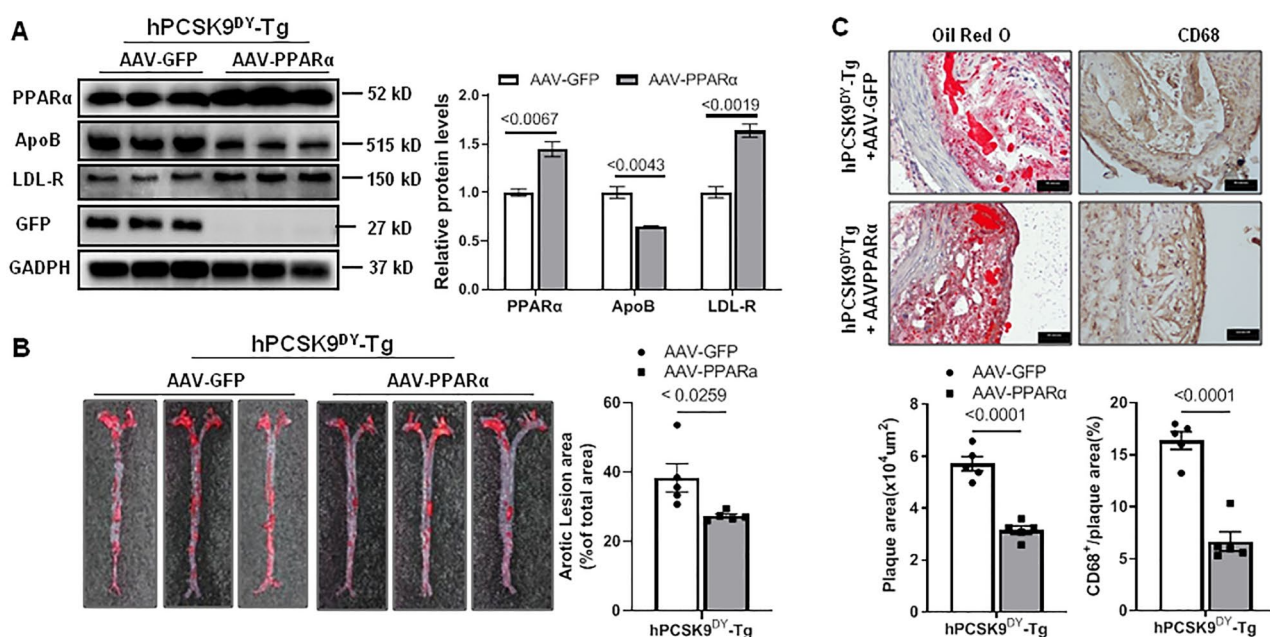 A
hPCSK9ᴰʸ-Tg
AAV-GFP AAV-PPARα
PPARα 52 kD
ApoB 515 kD
LDL-R 150 kD
GFP 27 kD
GADPH 37 kD
AAV-GFP AAV-PPARα
Relative protein levels
2.0
1.5
1.0
0.5
0.0
<0.0067
<0.0043
<0.0019
PPARα ApoB LDL-R
B
hPCSK9ᴰʸ-Tg
AAV-GFP AAV-PPARα
AAV-GFP
AAV-PPARa
< 0.0259
Arotic Lesion area
(%of total area)
60
40
20
0
hPCSK9ᴰʸ-Tg
C
Oil Red O CD68
hPCSK9ᴰʸ-Tg
+AAV-GFP
hPCSK9ᴰʸTg
+ AAVPPARα
AAV-GFP
AAV-PPARα
<0.0001
Plaque area(x10⁴um²)
8
6
4
2
0
hPCSK9ᴰʸ-Tg
<0.0001
CD68⁺/plaque area(%)
20
15
10
5
0
hPCSK9ᴰʸ-Tg